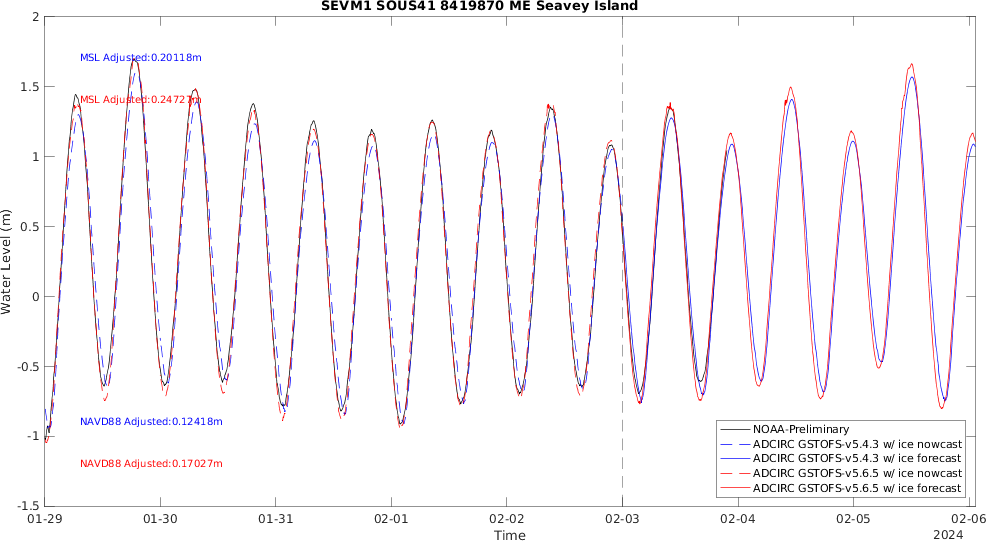 SEVM1 SOUS41 8419870 ME Seavey Island
2
1.5
1
0.5
0
-0.5
-1
-1.5
Water Level (m)
MSL Adjusted:0.20118m
MSL Adjusted:0.24727m
NAVD88 Adjusted:0.12418m
NAVD88 Adjusted:0.17027m
NOAA-Preliminary
ADCIRC GSTOFS-v5.4.3 w/ ice nowcast
ADCIRC GSTOFS-v5.4.3 w/ ice forecast
ADCIRC GSTOFS-v5.6.5 w/ ice nowcast
ADCIRC GSTOFS-v5.6.5 w/ ice forecast
01-29 01-30 01-31 02-01 02-02 02-03 02-04 02-05 02-06
Time
2024